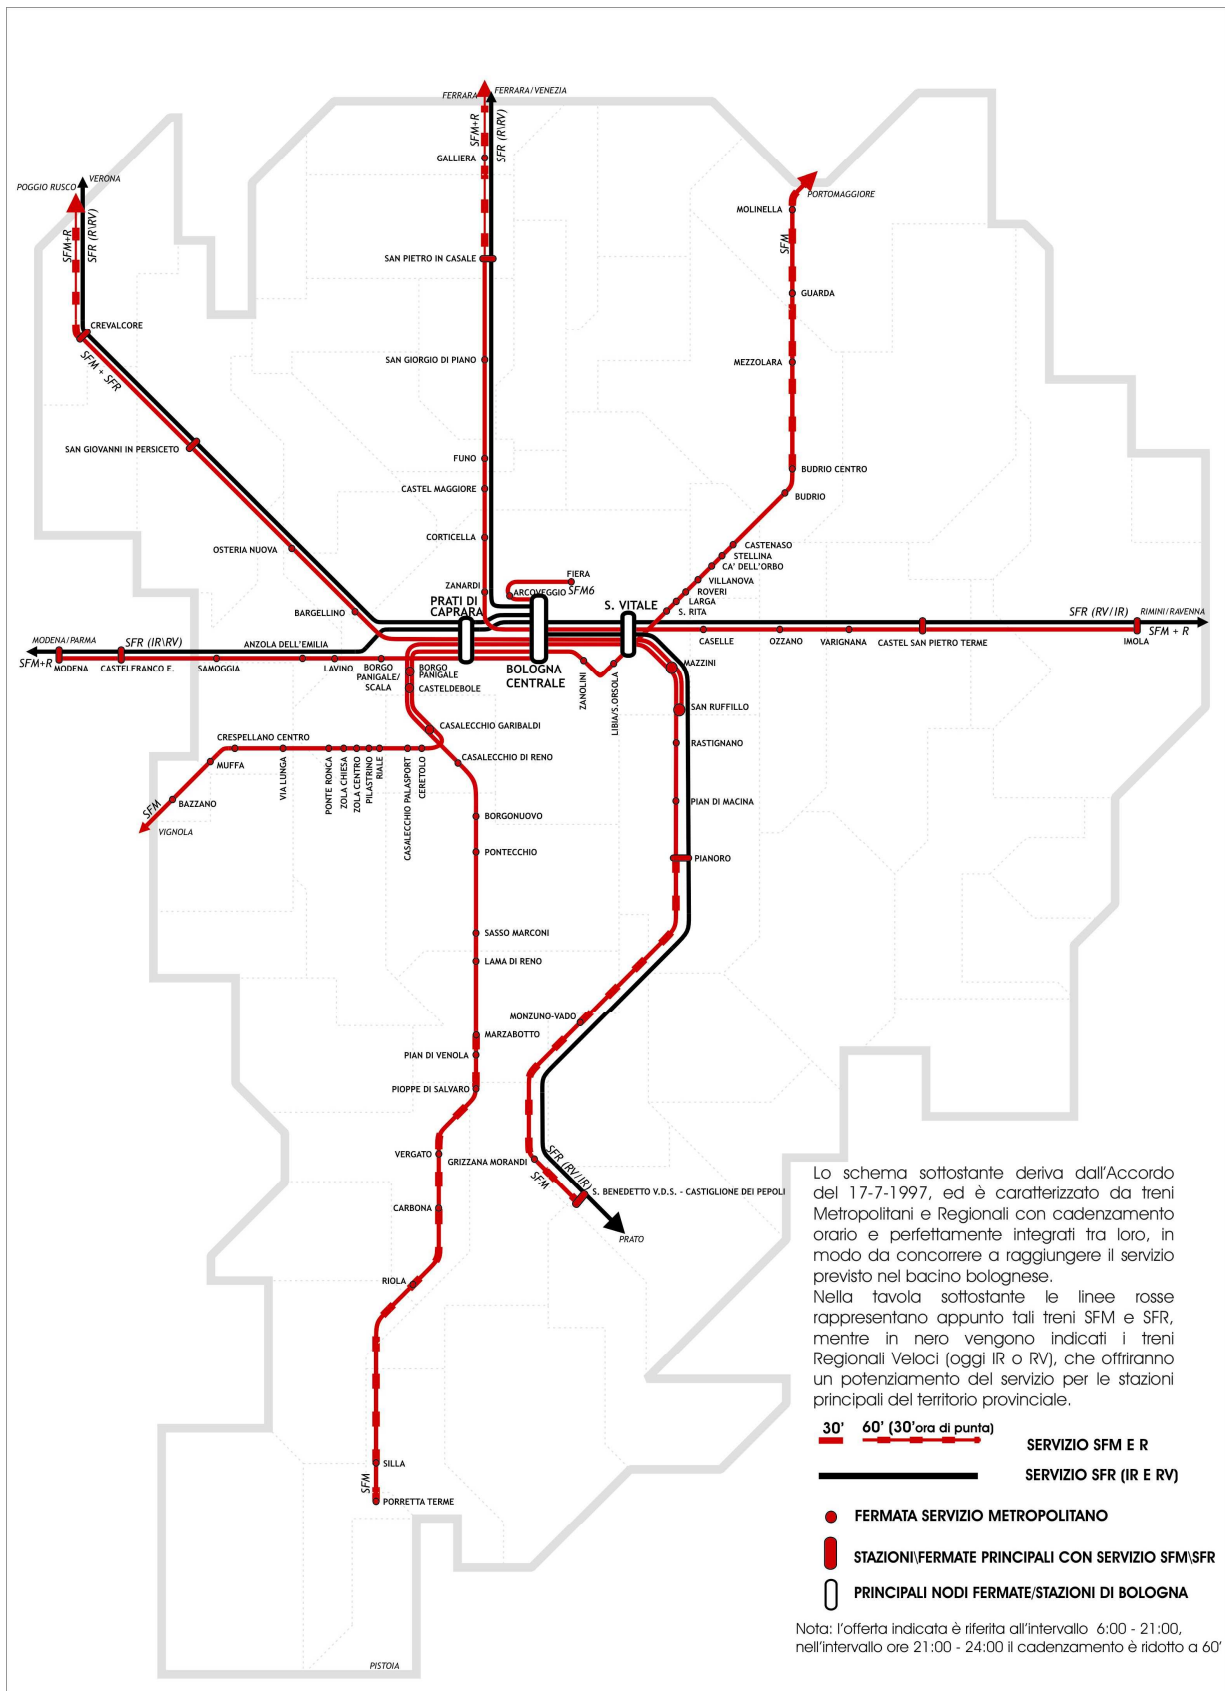 FERRARA
FERRARA/VENEZIA
SFM+R
SFR (R\RV)
GALLIERA
POGGIO RUSCO
VERONA
SFM+R
SFR (R\RV)
PORTOMAGGIORE
MOLINELLA
SFM
SAN PIETRO IN CASALE
GUARDA
CREVALCORE
SFM + SFR
SAN GIORGIO DI PIANO
MEZZOLARA
SAN GIOVANNI IN PERSICETO
FUNO
BUDRIO CENTRO
CASTEL MAGGIORE
BUDRIO
CORTICELLA
OSTERIA NUOVA
CASTENASO
STELLINA
CA' DELL'ORBO
FIERA
VILLANOVA
ZANARDI
ARCOVEGGIO
SFM6
ROVERI
PRATI DI
CAPRARA
S. VITALE
LARGA
S. RITA
BARGELLINO
SFR (RV/IR)
RIMINI/RAVENNA
SFM + R
MODENA/PARMA
SFR (IR\RV)
ANZOLA DELL'EMILIA
CASELLE
OZZANO
VARIGNANA
CASTEL SAN PIETRO TERME
IMOLA
SFM+R
MODENA
CASTELFRANCO E.
SAMOGGIA
LAVINO
BORGO
PANIGALE/
SCALA
BORGO
PANIGALE
CASTELDEBOLE
BOLOGNA
CENTRALE
ZANOLINI
LIBIA/S.ORSOLA
MAZZINI
SAN RUFFILLO
CASALECCHIO GARIBALDI
CRESPELLANO CENTRO
RASTIGNANO
MUFFA
VIA LUNGA
PONTE RONCA
ZOLA CHIESA
ZOLA CENTRO
PILASTRINO
RIALE
CASALECCHIO PALASPORT
CERETOLO
CASALECCHIO DI RENO
BAZZANO
SFM
VIGNOLA
PIAN DI MACINA
BORGONUOVO
PONTECCHIO
PIANORO
SASSO MARCONI
LAMA DI RENO
MONZUNO-VADO
MARZABOTTO
PIAN DI VENOLA
PIOPPE DI SALVARO
VERGATO
GRIZZANA MORANDI
SFR (RV/IR)
SFM
S. BENEDETTO V.D.S. - CASTIGLIONE DEI PEPOLI
CARBONA
PRATO
RIOLA
SILLA
SFM
PORRETTA TERME
PISTOIA
Lo schema sottostante deriva dall'Accordo
del 17-7-1997, ed è caratterizzato da treni
Metropolitani e Regionali con cadenzamento
orario e perfettamente integrati tra loro, in
modo da concorrere a raggiungere il servizio
previsto nel bacino bolognese.
Nella tavola sottostante le linee rosse
rappresentano appunto tali treni SFM e SFR,
mentre in nero vengono indicati i treni
Regionali Veloci (oggi IR o RV), che offriranno
un potenziamento del servizio per le stazioni
principali del territorio provinciale.
30' 60' (30'ora di punta)
SERVIZIO SFM E R
SERVIZIO SFR (IR E RV)
FERMATA SERVIZIO METROPOLITANO
STAZIONI\FERMATE PRINCIPALI CON SERVIZIO SFM\SFR
PRINCIPALI NODI FERMATE/STAZIONI DI BOLOGNA
Nota: l'offerta indicata è riferita all'intervallo 6:00 - 21:00,
nell'intervallo ore 21:00 - 24:00 il cadenzamento è ridotto a 60'